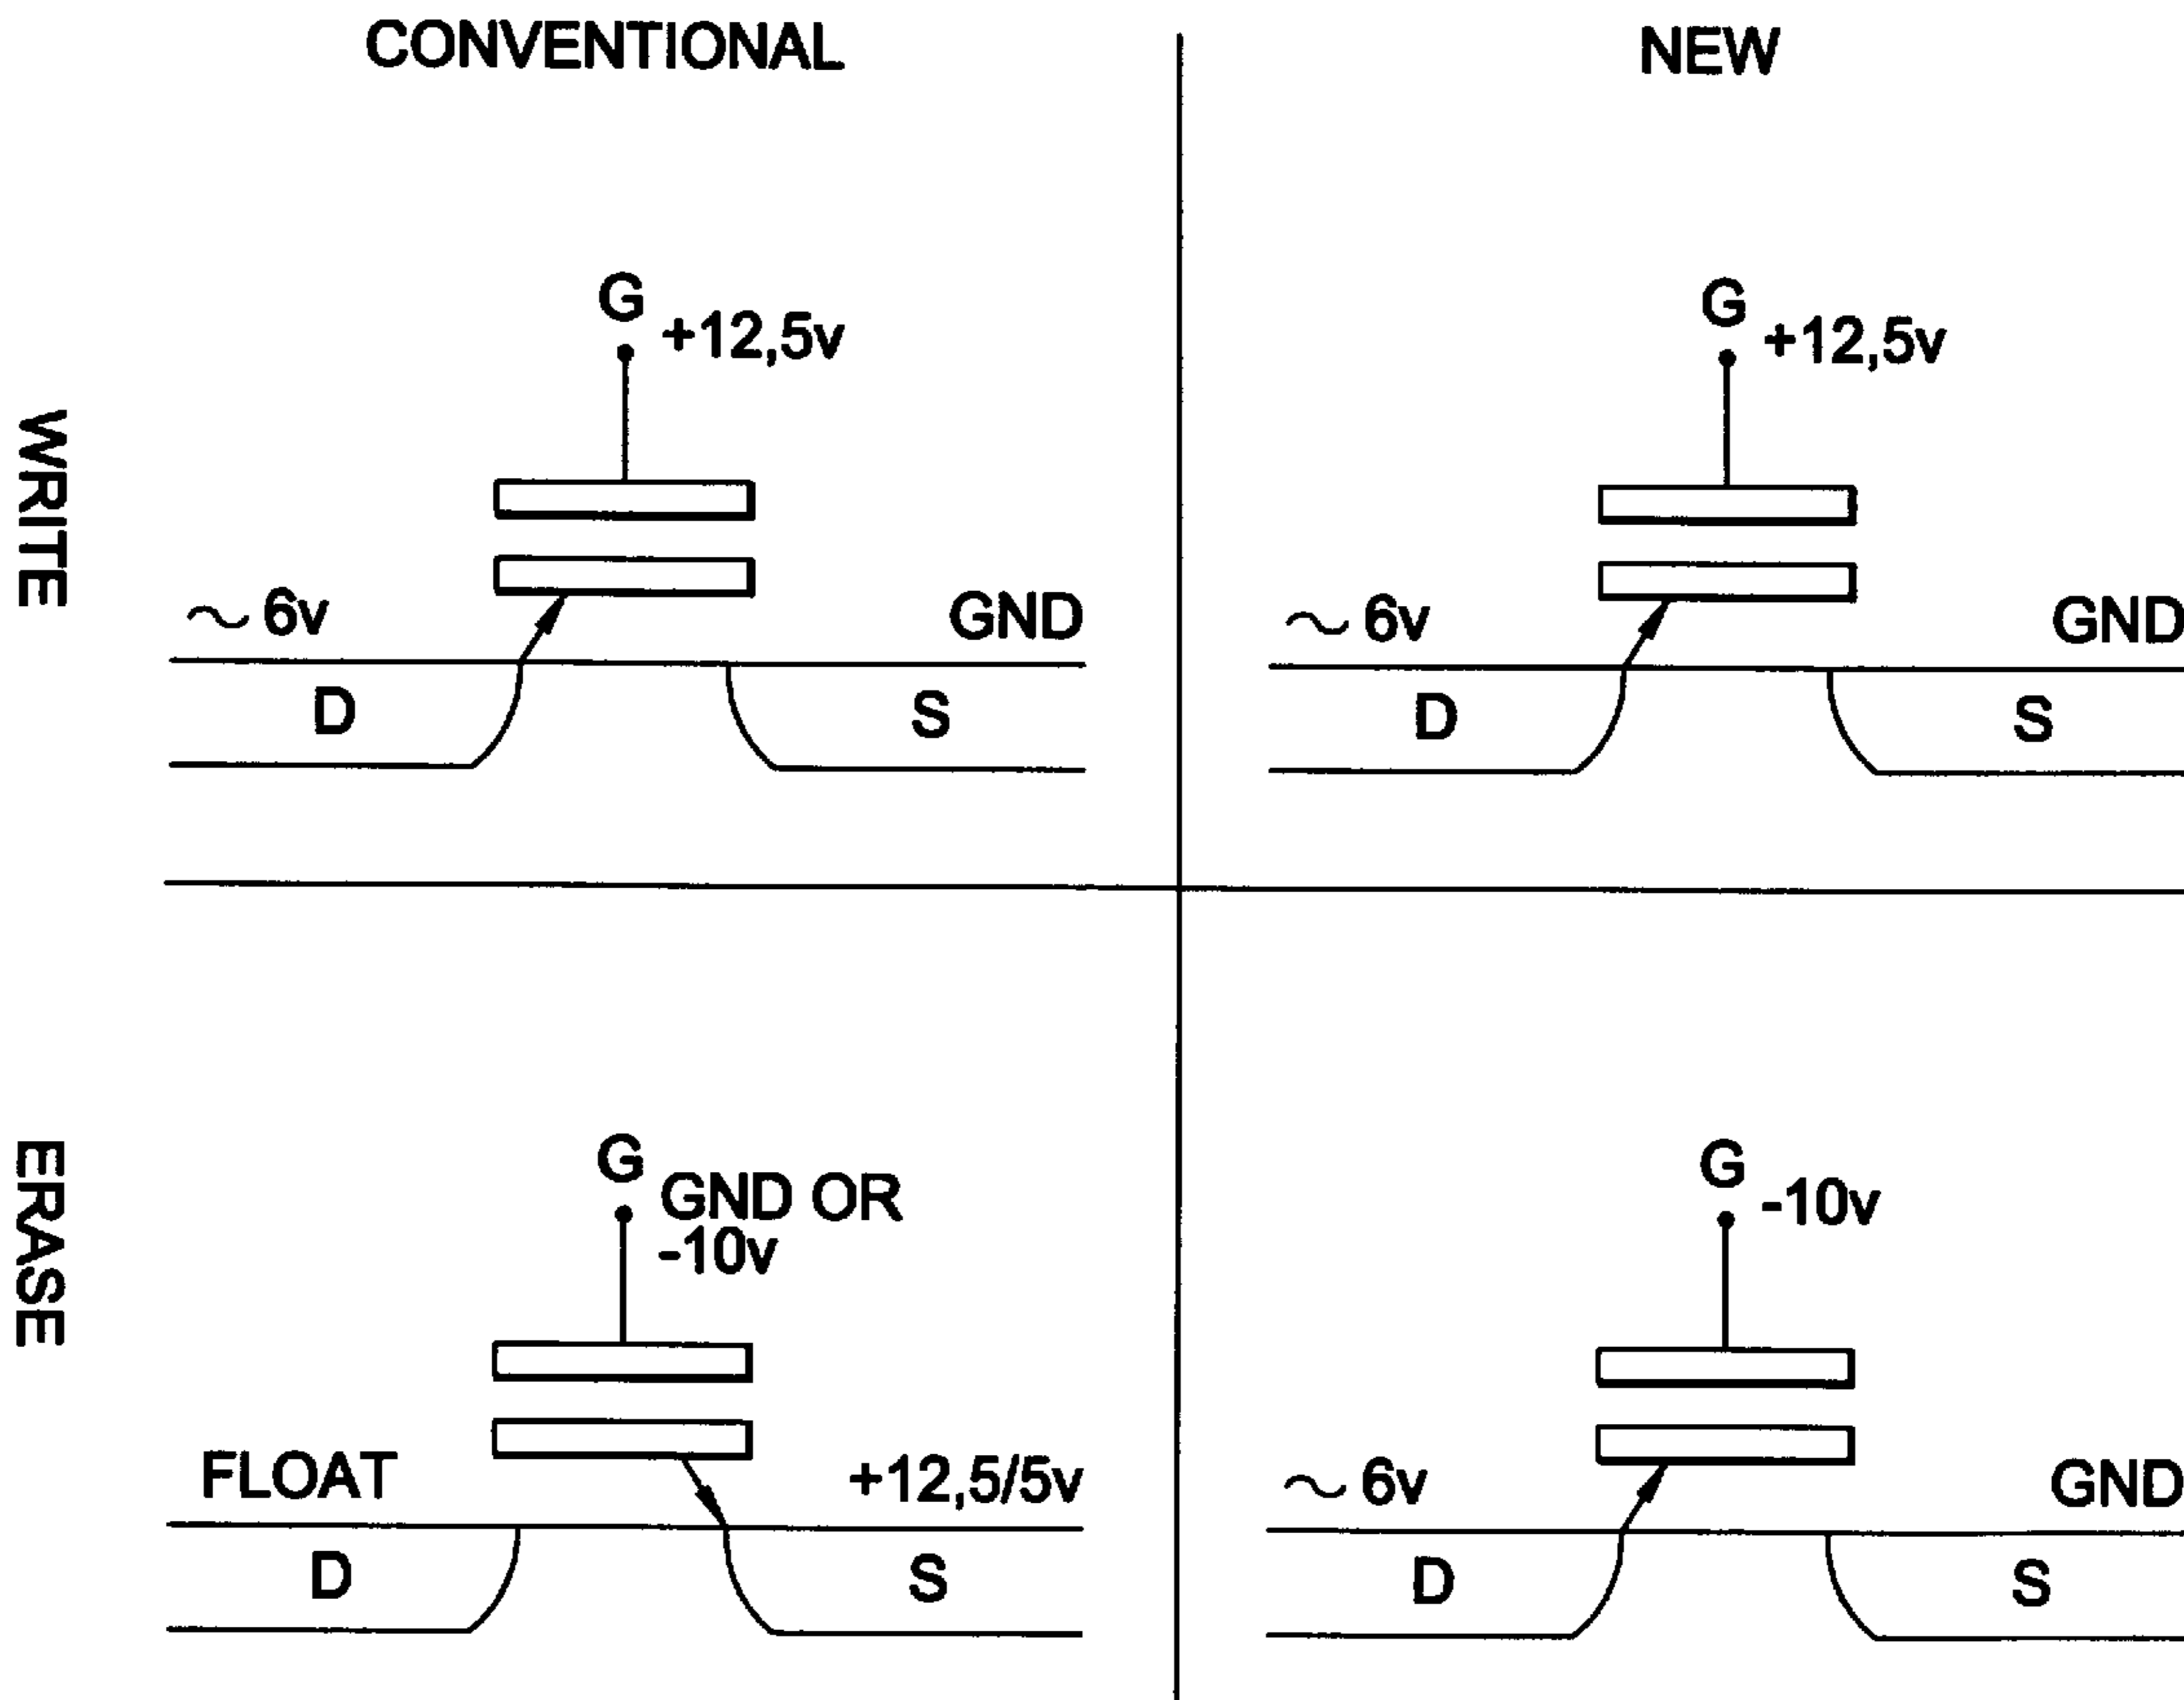 CONVENTIONAL
NEW
WRITE
G
+12,5v
∼ 6v
GND
D
S
G
+12,5v
∼ 6v
GND
D
S
ERASE
G
GND OR
-10v
FLOAT
+12,5/5v
D
S
G
-10v
∼ 6v
GND
D
S